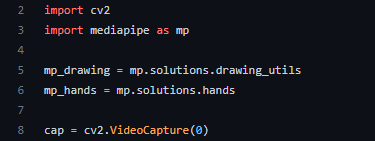 2 import cv2
3 import mediapipe as mp
4
5 mp_drawing = mp.solutions.drawing_utils
6 mp_hands = mp.solutions.hands
7
8 cap = cv2.VideoCapture(0)